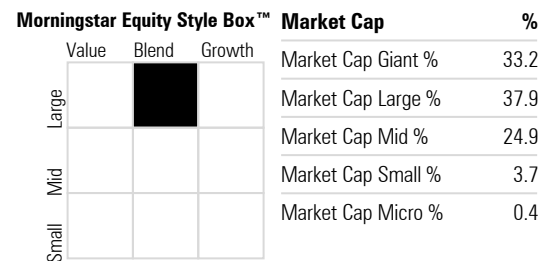 Morningstar Equity Style Box™
Value Blend Growth
Large
Mid
Small
Market Cap %
Market Cap Giant % 33.2
Market Cap Large % 37.9
Market Cap Mid % 24.9
Market Cap Small % 3.7
Market Cap Micro % 0.4